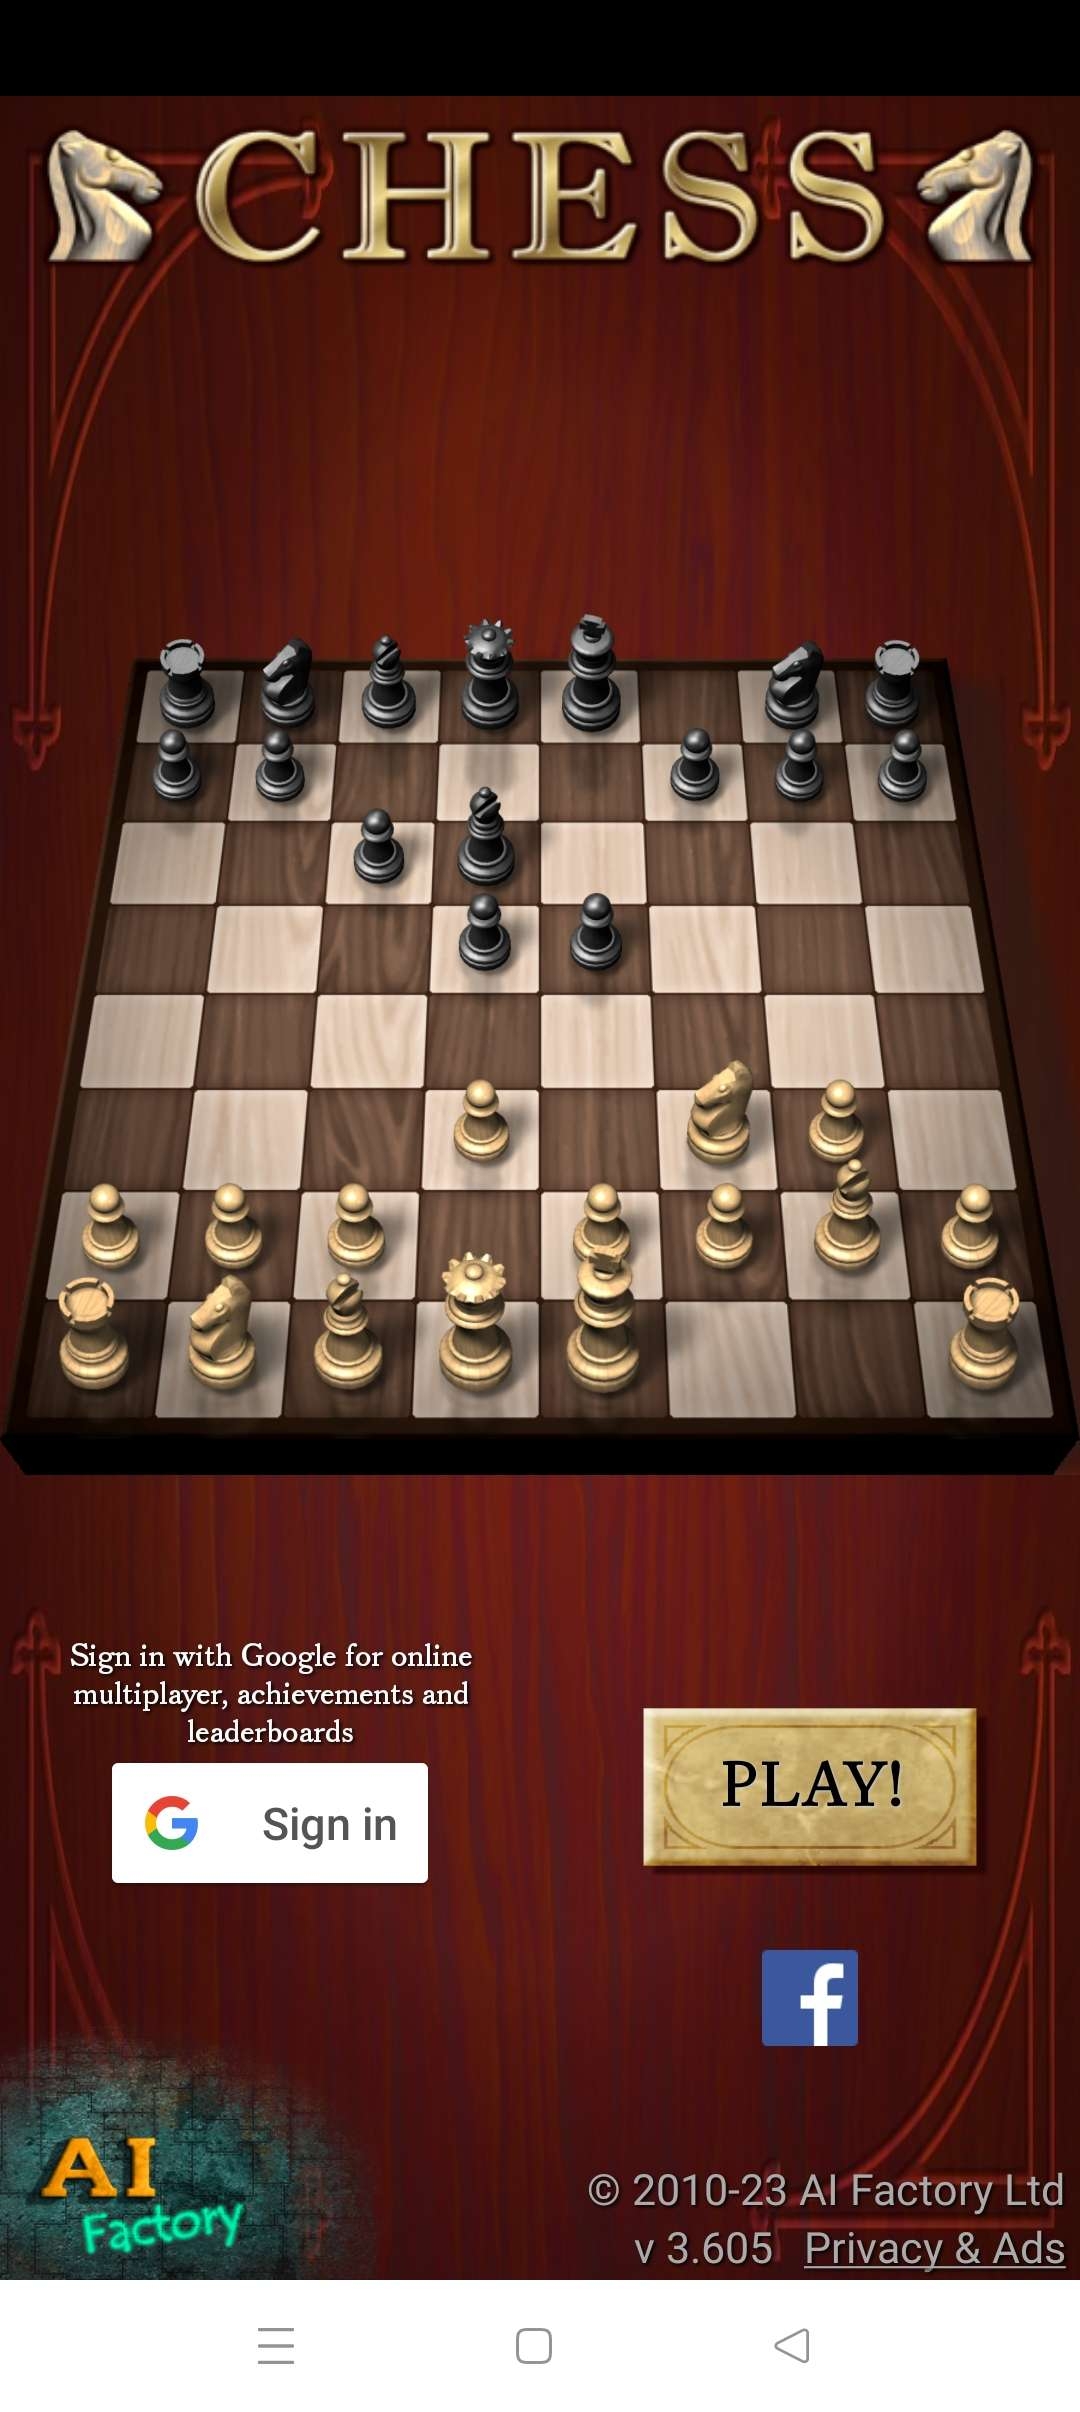 CHESS
Sign in with Google for online
multiplayer, achievements and
leaderboards
Sign in
PLAY!
AI
Factory
© 2010-23 AI Factory Ltd
v 3.605 Privacy & Ads